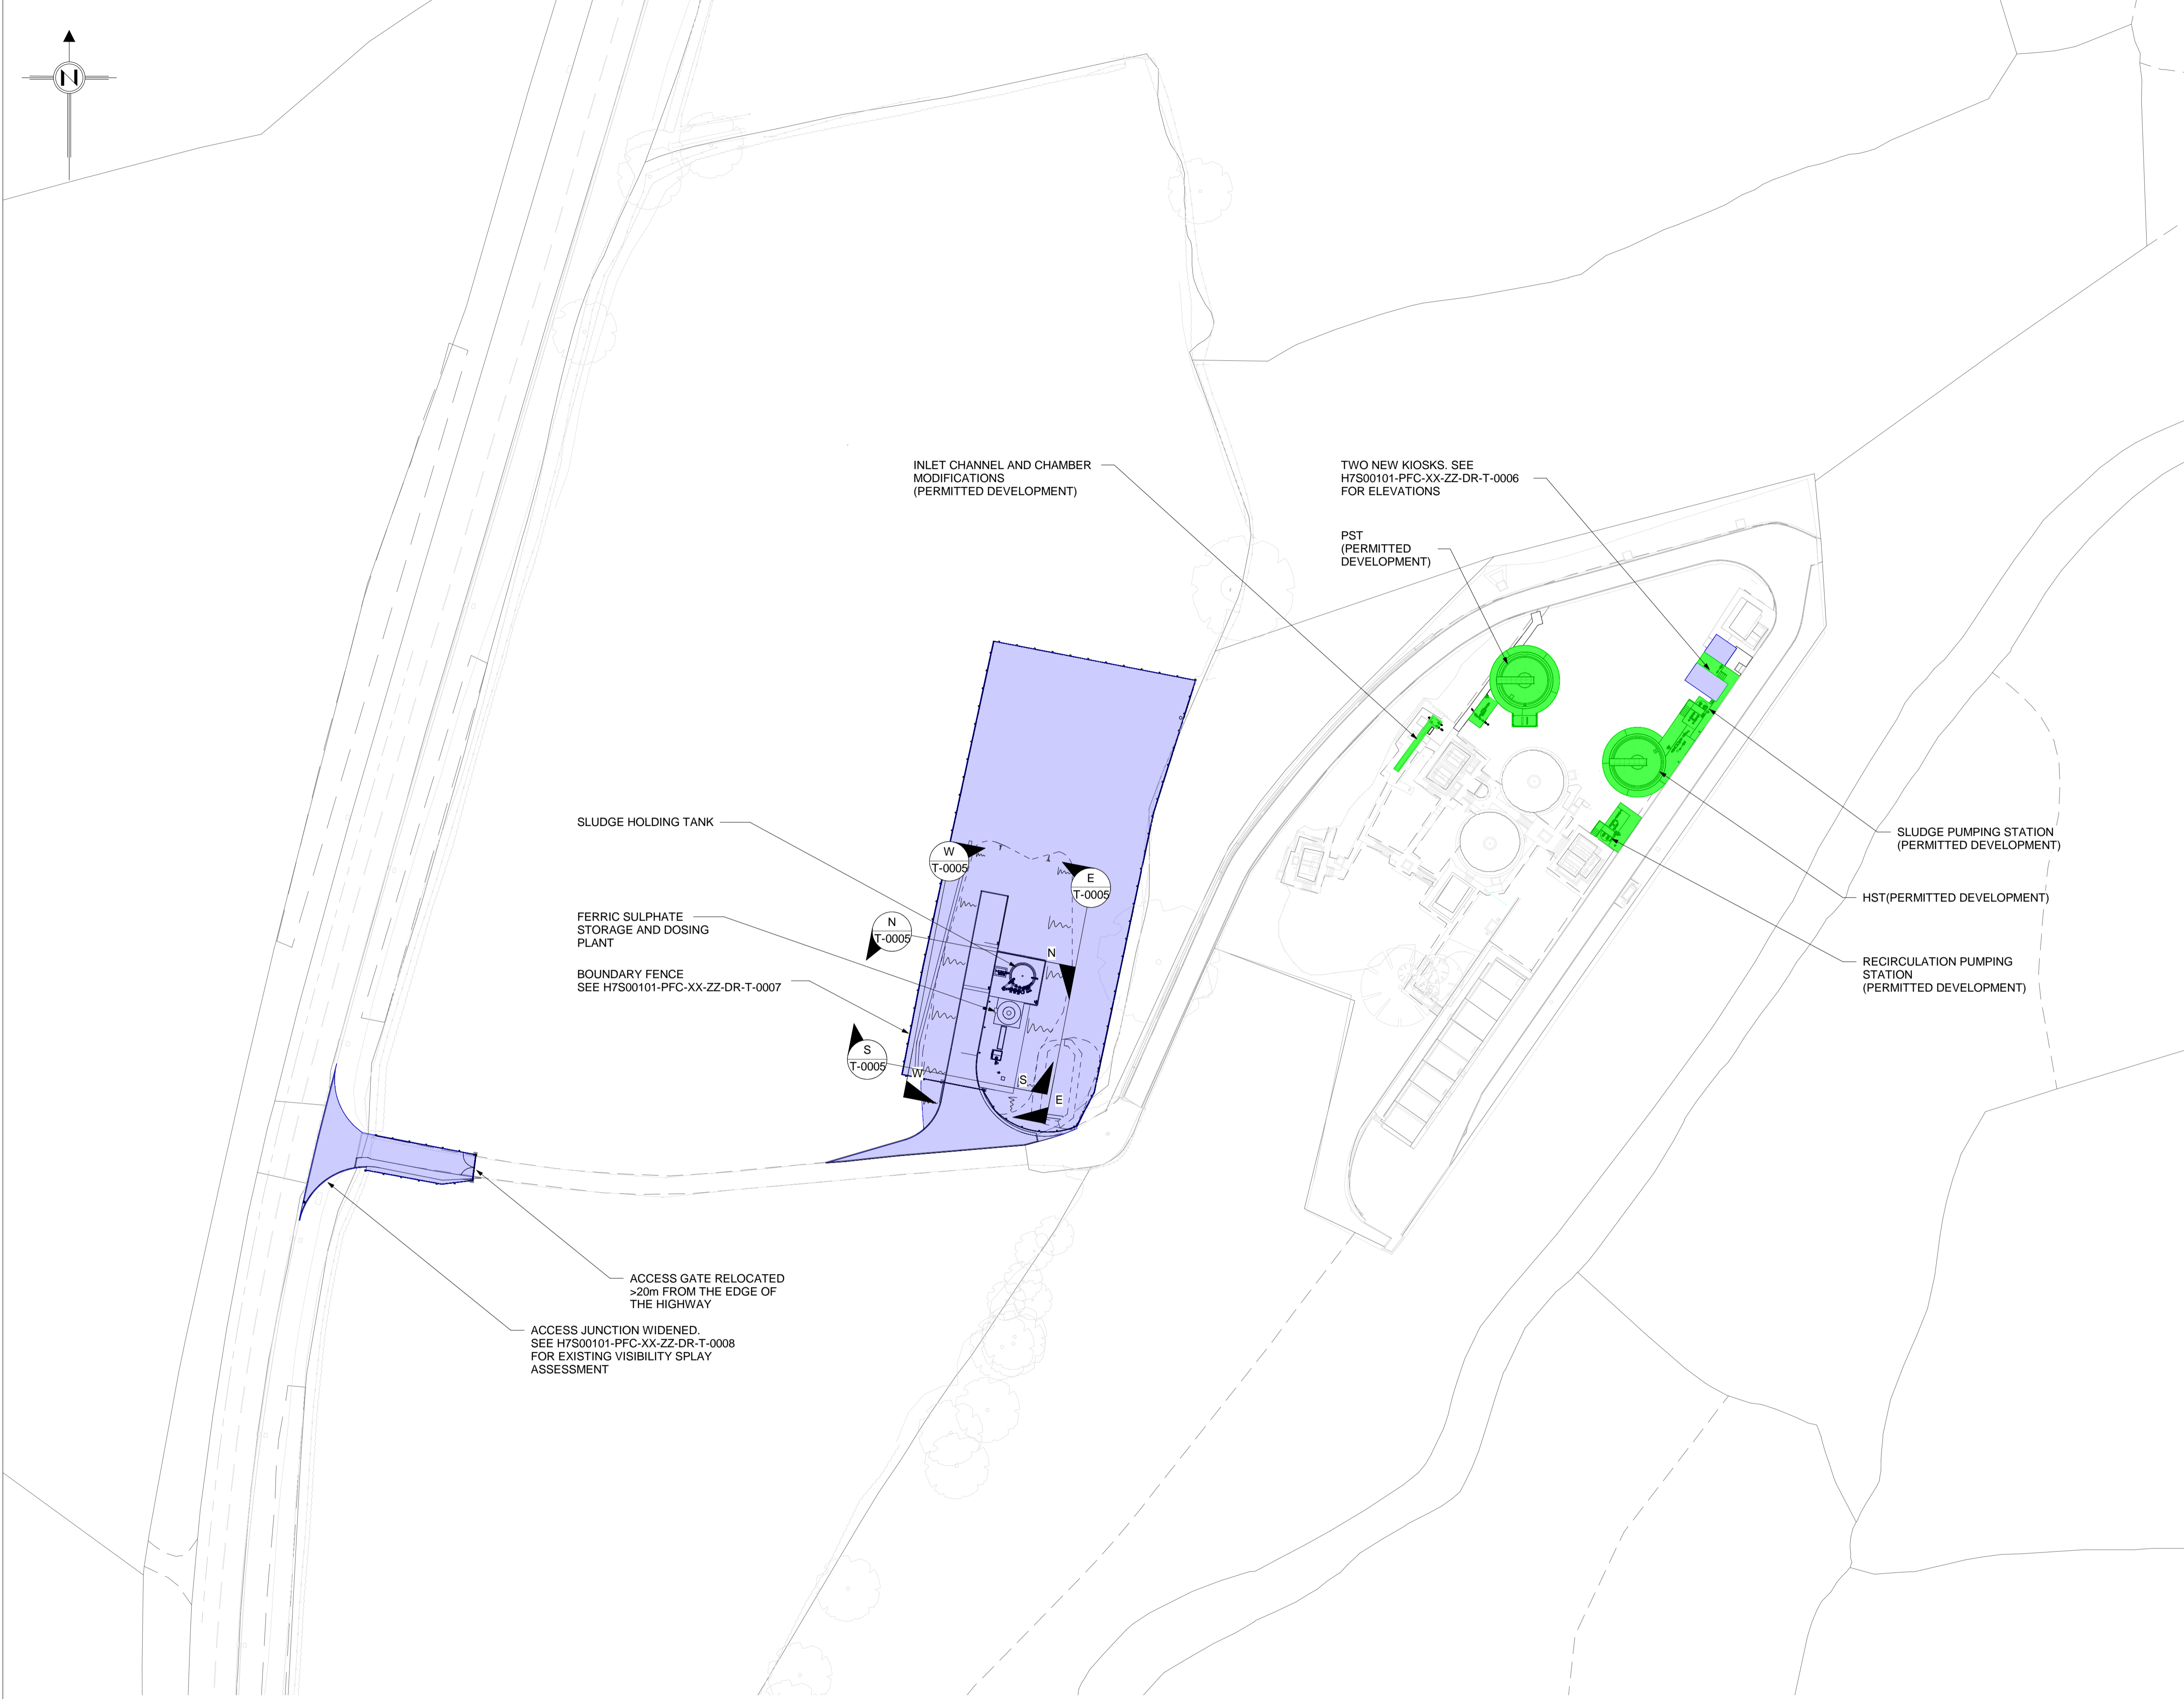 N
INLET CHANNEL AND CHAMBER
MODIFICATIONS
(PERMITTED DEVELOPMENT)
TWO NEW KIOSKS. SEE
H7S00101-PFC-XX-ZZ-DR-T-0006
FOR ELEVATIONS
PST
(PERMITTED
DEVELOPMENT)
SLUDGE HOLDING TANK
W
T-0005
E
T-0005
FERRIC SULPHATE
STORAGE AND DOSING
PLANT
N
T-0005
N
BOUNDARY FENCE
SEE H7S00101-PFC-XX-ZZ-DR-T-0007
S
T-0005
W
S
E
SLUDGE PUMPING STATION
(PERMITTED DEVELOPMENT)
HST(PERMITTED DEVELOPMENT)
RECIRCULATION PUMPING
STATION
(PERMITTED DEVELOPMENT)
ACCESS GATE RELOCATED
>20m FROM THE EDGE OF
THE HIGHWAY
ACCESS JUNCTION WIDENED.
SEE H7S00101-PFC-XX-ZZ-DR-T-0008
FOR EXISTING VISIBILITY SPLAY
ASSESSMENT